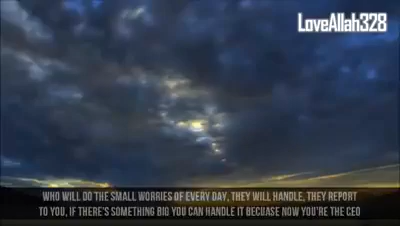 LoveAllah328
WHO WILL DO THE SMALL WORRIES OF EVERY DAY, THEY WILL HANDLE, THEY REPORT
TO YOU, IF THERE'S SOMETHING BIG YOU CAN HANDLE IT BECUASE NOW YOU'RE THE CEO